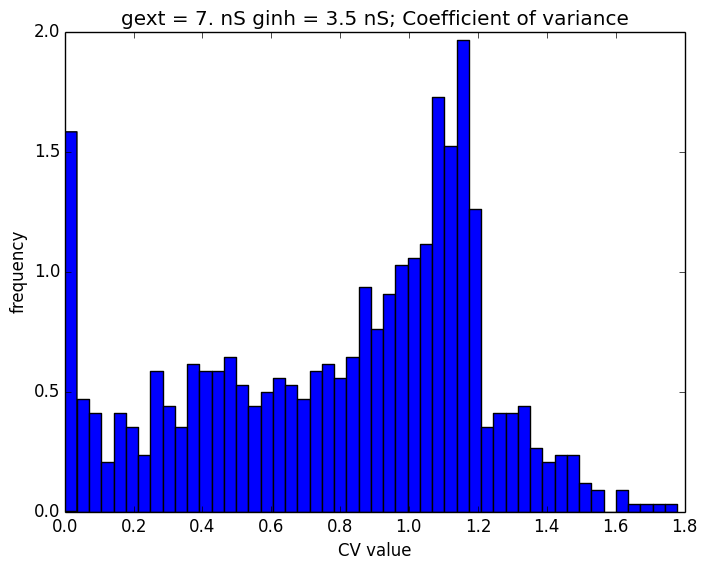 gext = 7. nS ginh = 3.5 nS; Coefficient of variance
2.0
1.5
1.0
0.5
0.0
frequency
0.0 0.2 0.4 0.6 0.8 1.0 1.2 1.4 1.6 1.8
CV value